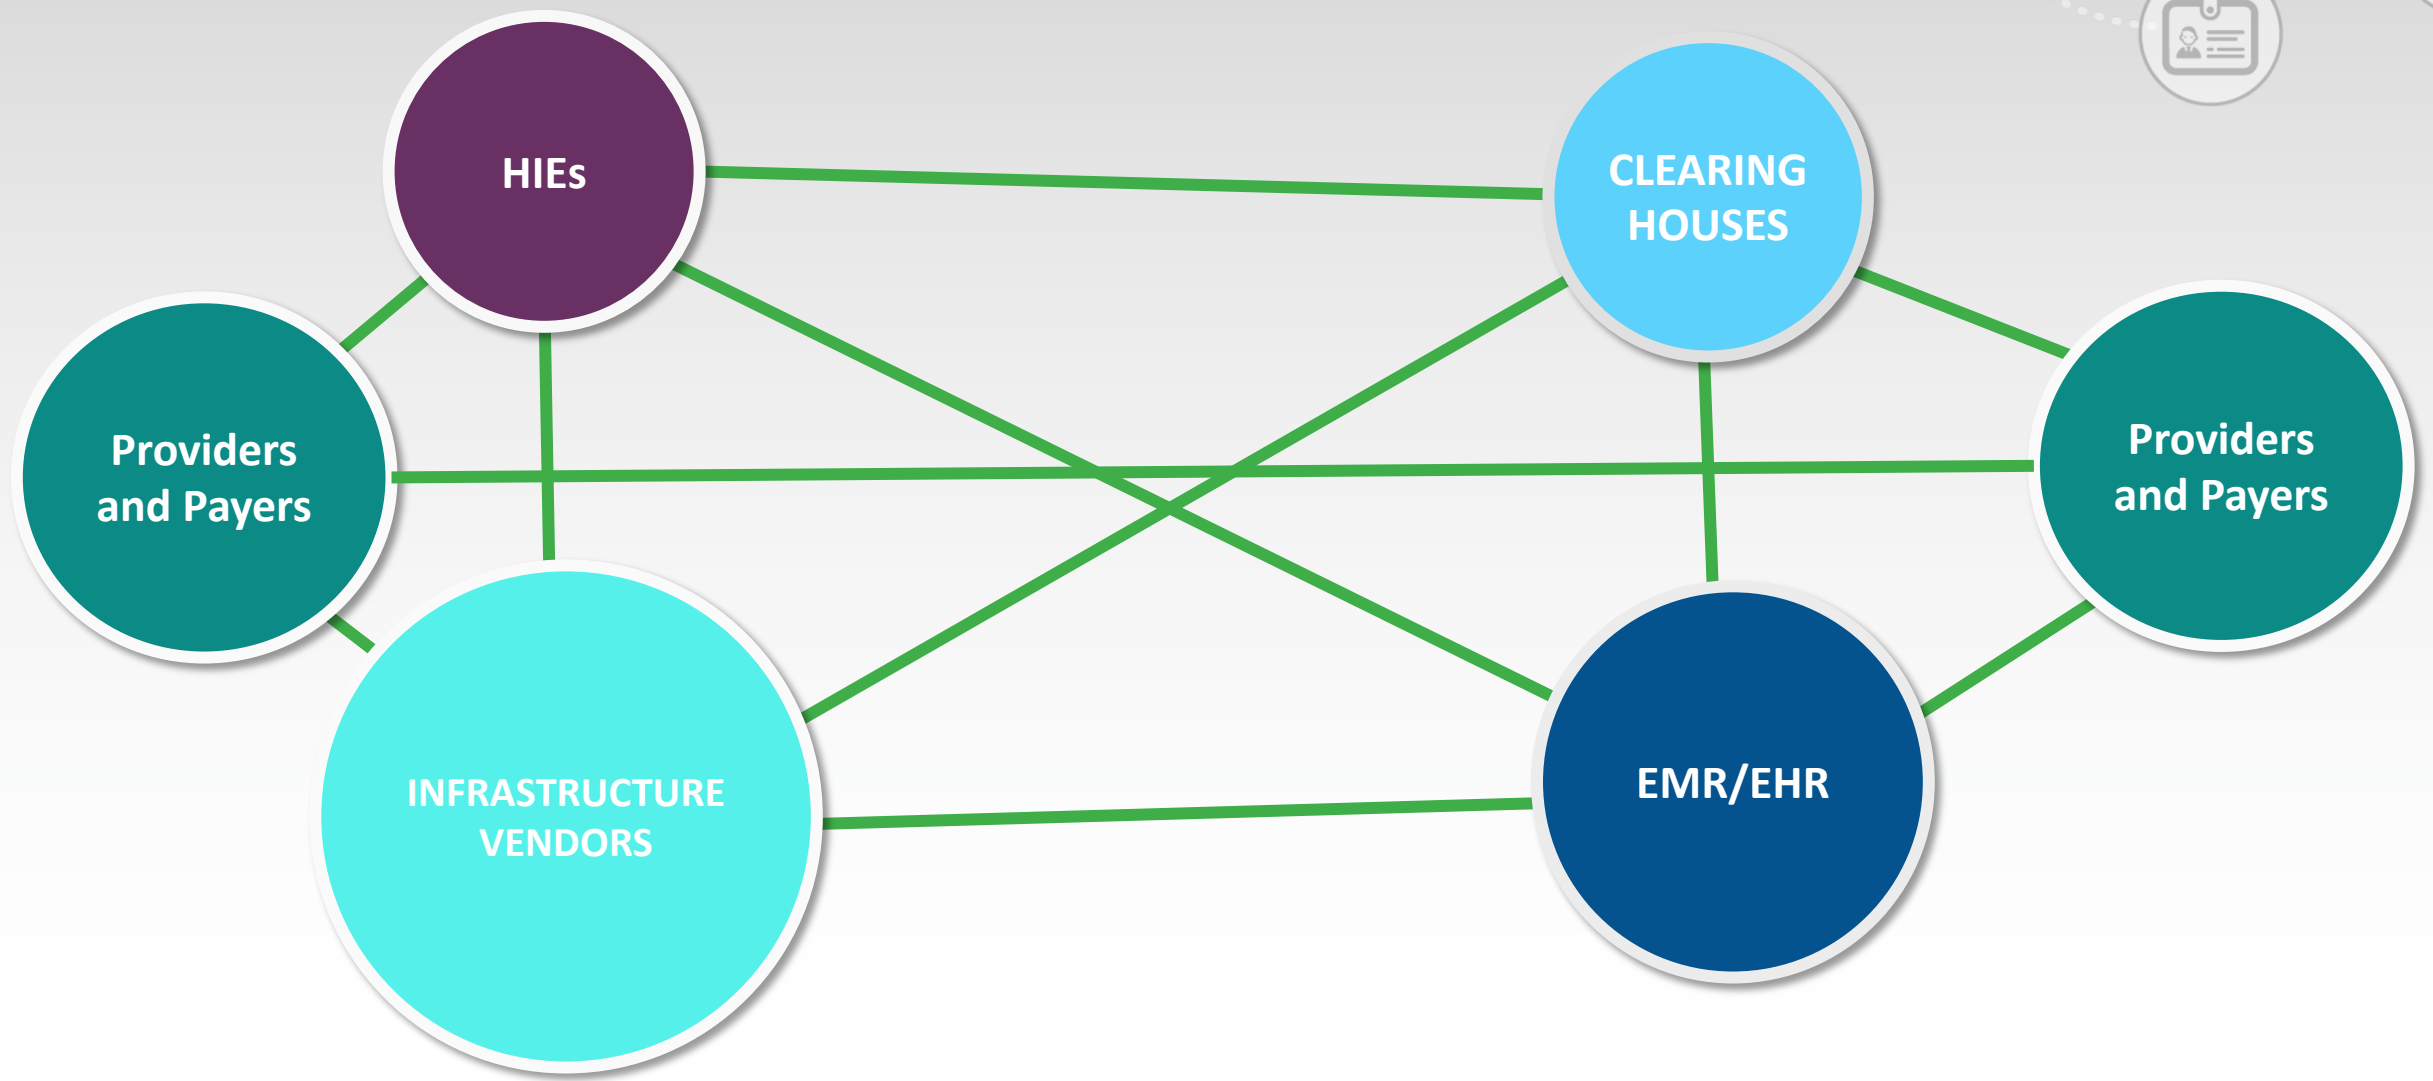 HIEs
CLEARING
HOUSES
Providers
and Payers
Providers
and Payers
INFRASTRUCTURE
VENDORS
EMR/EHR